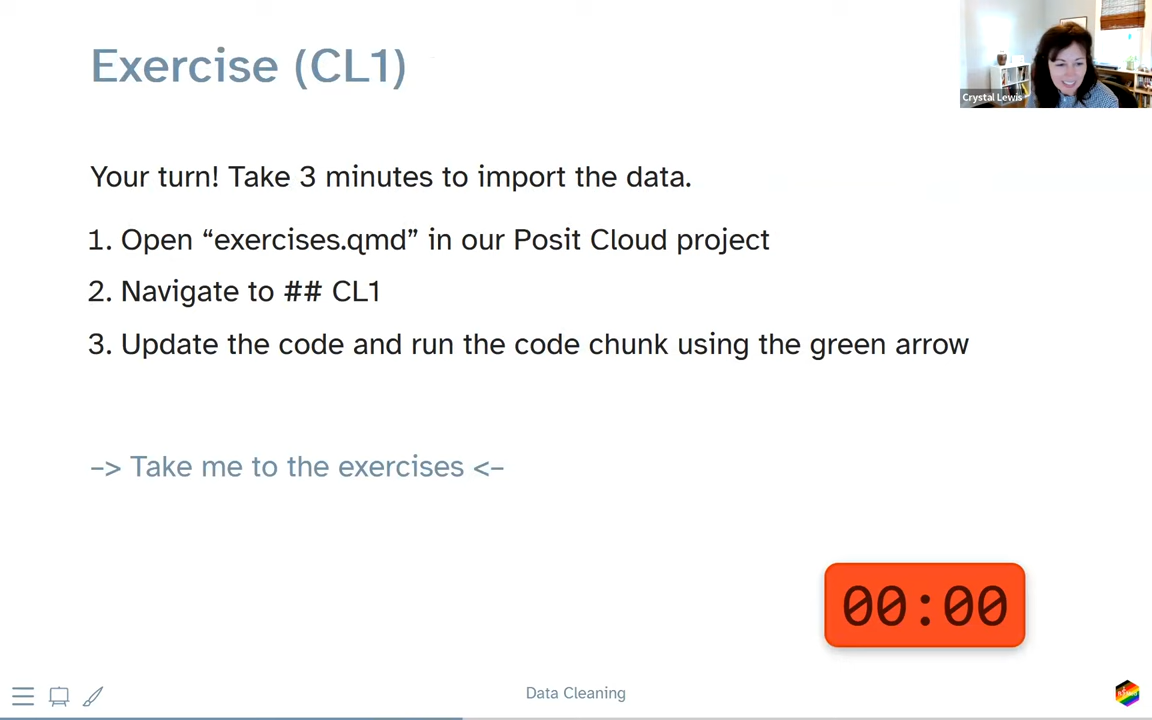 Exercise (CL1)
Crystal Lewis
Your turn! Take 3 minutes to import the data.
1. Open “exercises.qmd” in our Posit Cloud project
2. Navigate to ## CL1
3. Update the code and run the code chunk using the green arrow
–> Take me to the exercises <–
00:00
Data Cleaning